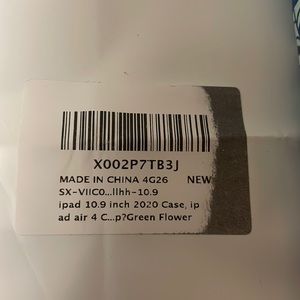 X002P7TB3J
MADE IN CHINA 4G26 NEW
SX-VIIC0...llhh-10.9
ipad 10.9 inch 2020 Case, ip
ad air 4 C...p?Green Flower